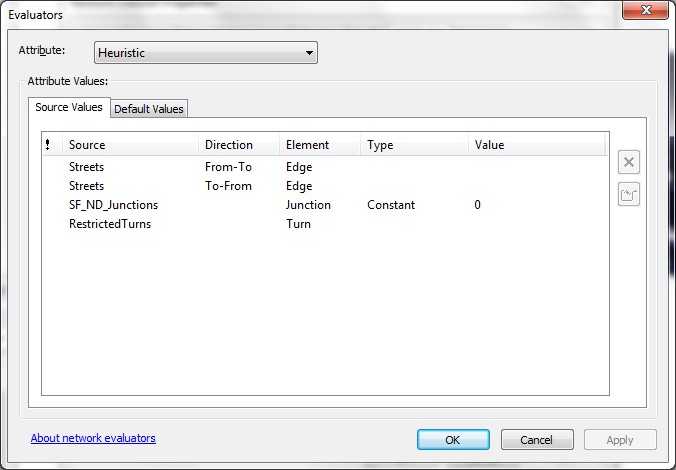 Evaluators
Attribute: Heuristic
Attribute Values:
Source Values Default Values
! Source Direction Element Type Value
Streets From-To Edge
Streets To-From Edge
SF_ND_Junctions Junction Constant 0
RestrictedTurns Turn
About network evaluators OK Cancel Apply